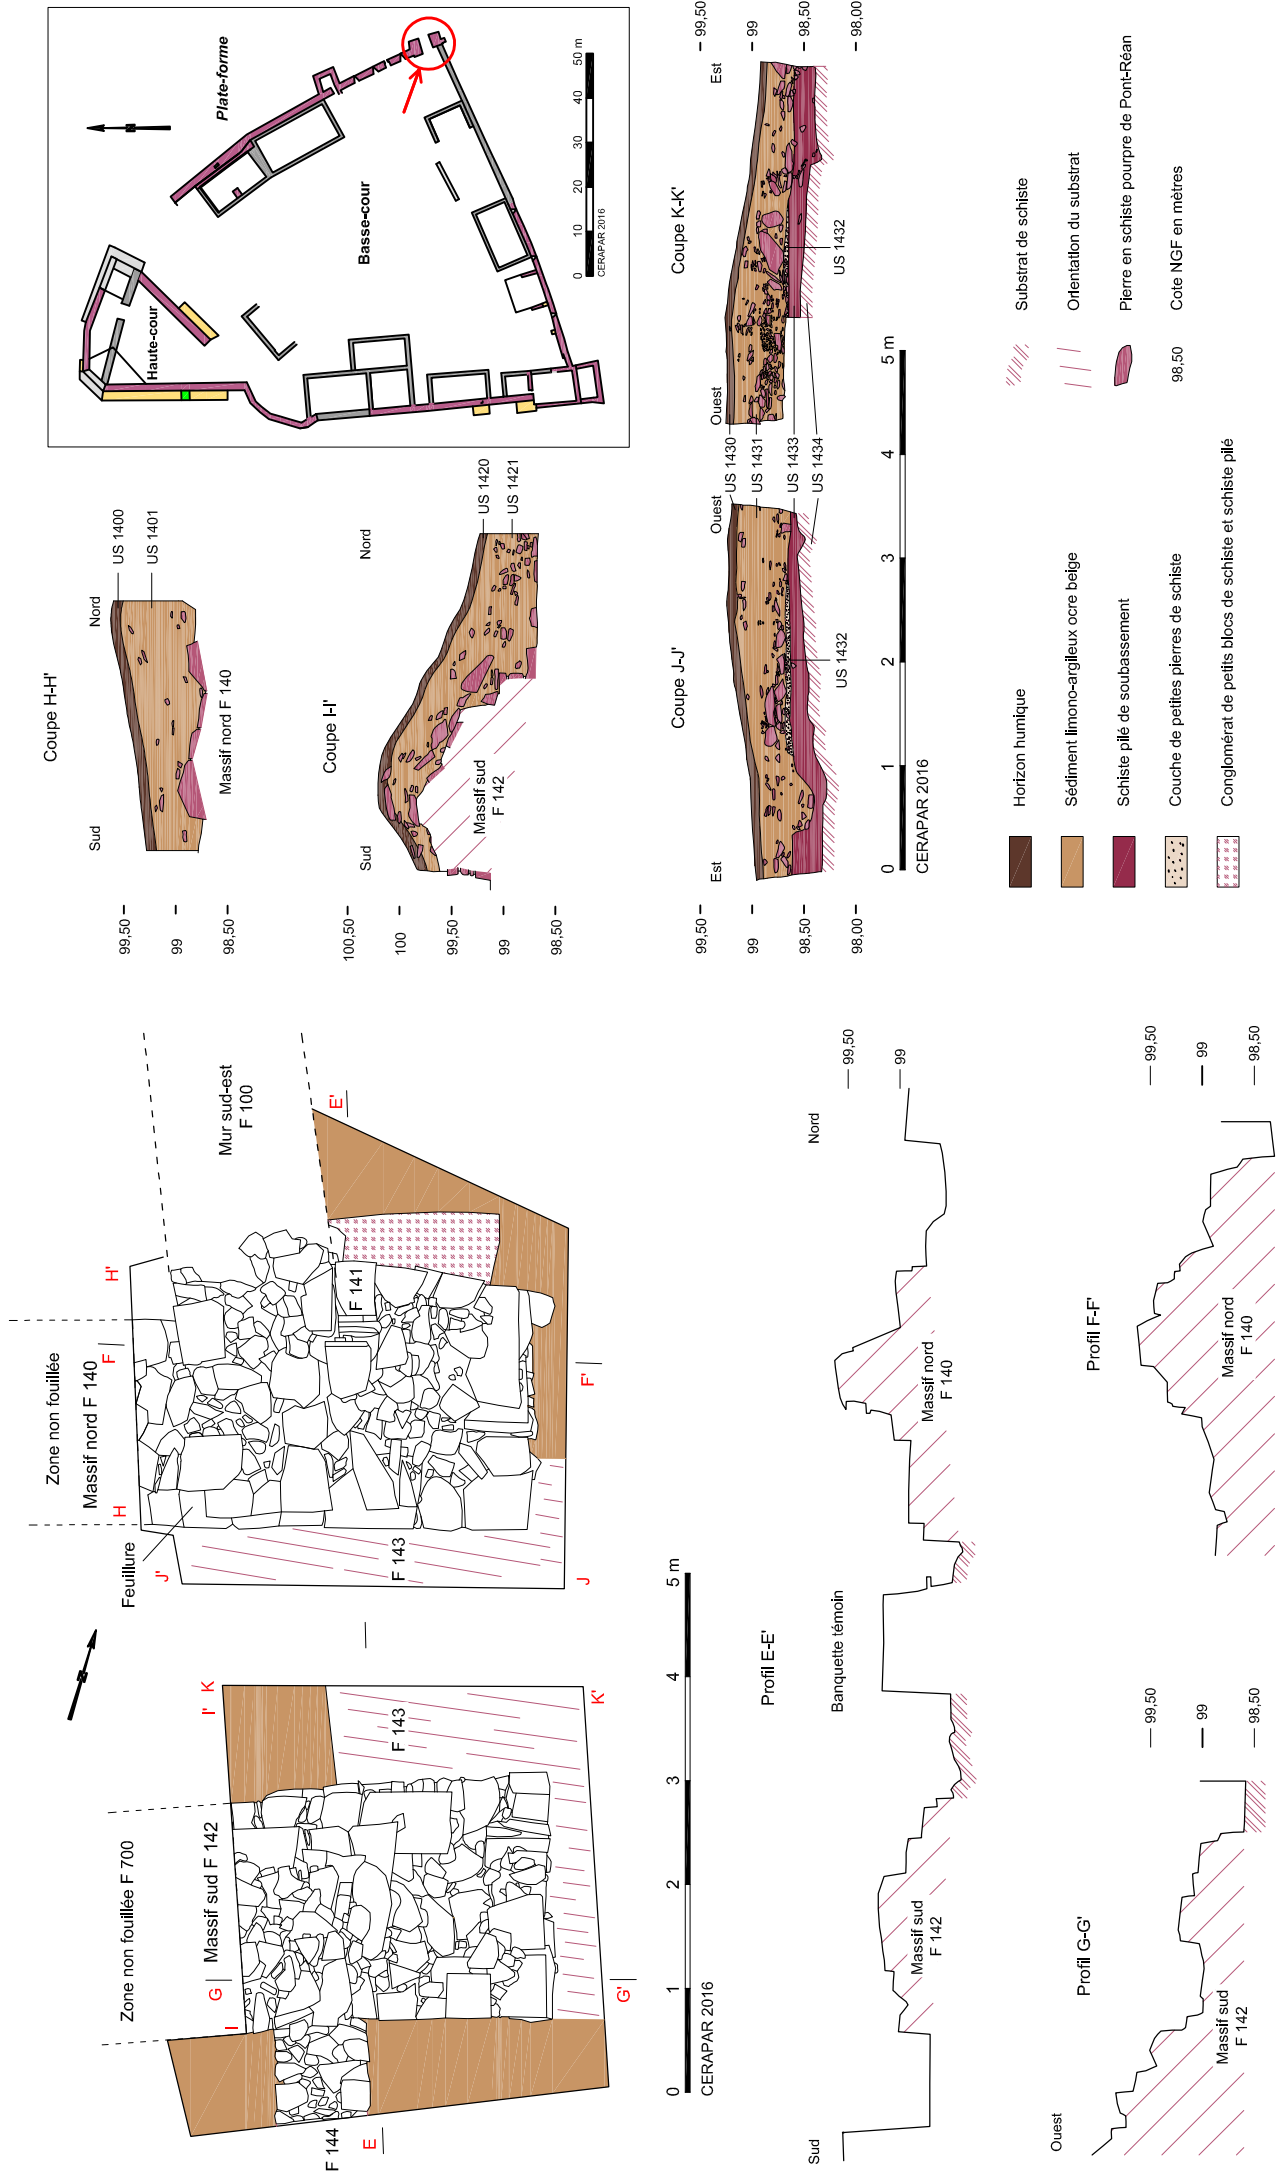 Zone non fouillée F 700
Massif sud F 142
I
G
I' K
F 143
K'
G'
F 144
E
Feuillure
J'
H
Zone non fouillée
Massif nord F 140
F
H'
F 143
J
F 141
F'
Mur sud-est
F 100
E'
N
0 1 2 3 4 5 m
CERAPAR 2016
Profil E-E'
Sud
Massif sud
F 142
Banquette témoin
Massif nord
F 140
Nord
99,50
99
Profil G-G'
Ouest
Massif sud
F 142
99,50
99
98,50
Profil F-F'
Massif nord
F 140
99,50
99
98,50
Coupe H-H'
Sud
Nord
99,50
99
98,50
US 1400
US 1401
Massif nord F 140
Coupe I-I'
Sud
Nord
100,50
100
99,50
99
98,50
US 1420
US 1421
Massif sud
F 142
Plate-forme
Haute-cour
Basse-cour
N
0 10 20 30 40 50 m
CERAPAR 2016
Coupe J-J'
Est
Ouest
99,50
99
98,50
98,00
US 1432
US 1430
US 1431
US 1433
US 1434
Coupe K-K'
Ouest
Est
US 1432
99,50
99
98,50
98,00
0 1 2 3 4 5 m
CERAPAR 2016
Horizon humique
Sédiment limono-argileux ocre beige
Schiste pilé de soubassement
Couche de petites pierres de schiste
Conglomérat de petits blocs de schiste et schiste pilé
Substrat de schiste
Orientation du substrat
Pierre en schiste pourpre de Pont-Réan
98,50 Cote NGF en mètres